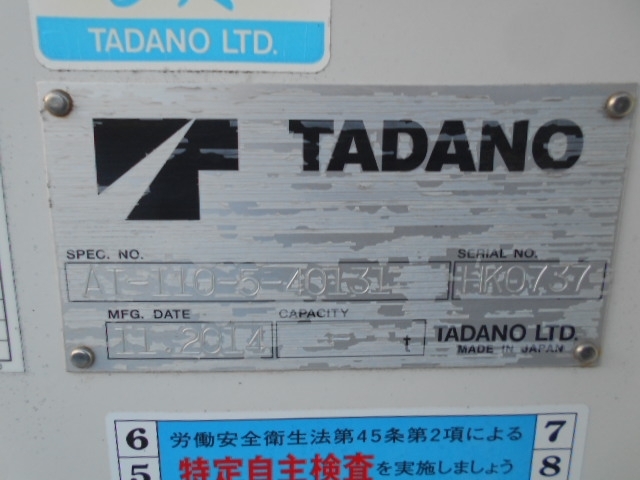 TADANO LTD.
TADANO
SPEC. NO.
SERIAL NO.
AT-110-5-40131
HK0737
MFG. DATE
CAPACITY
11.2014
t
TADANO LTD.
MADE IN JAPAN
6
労働安全衛生法第45条第2項による
7
5
特定自主検査を実施しましょう
8